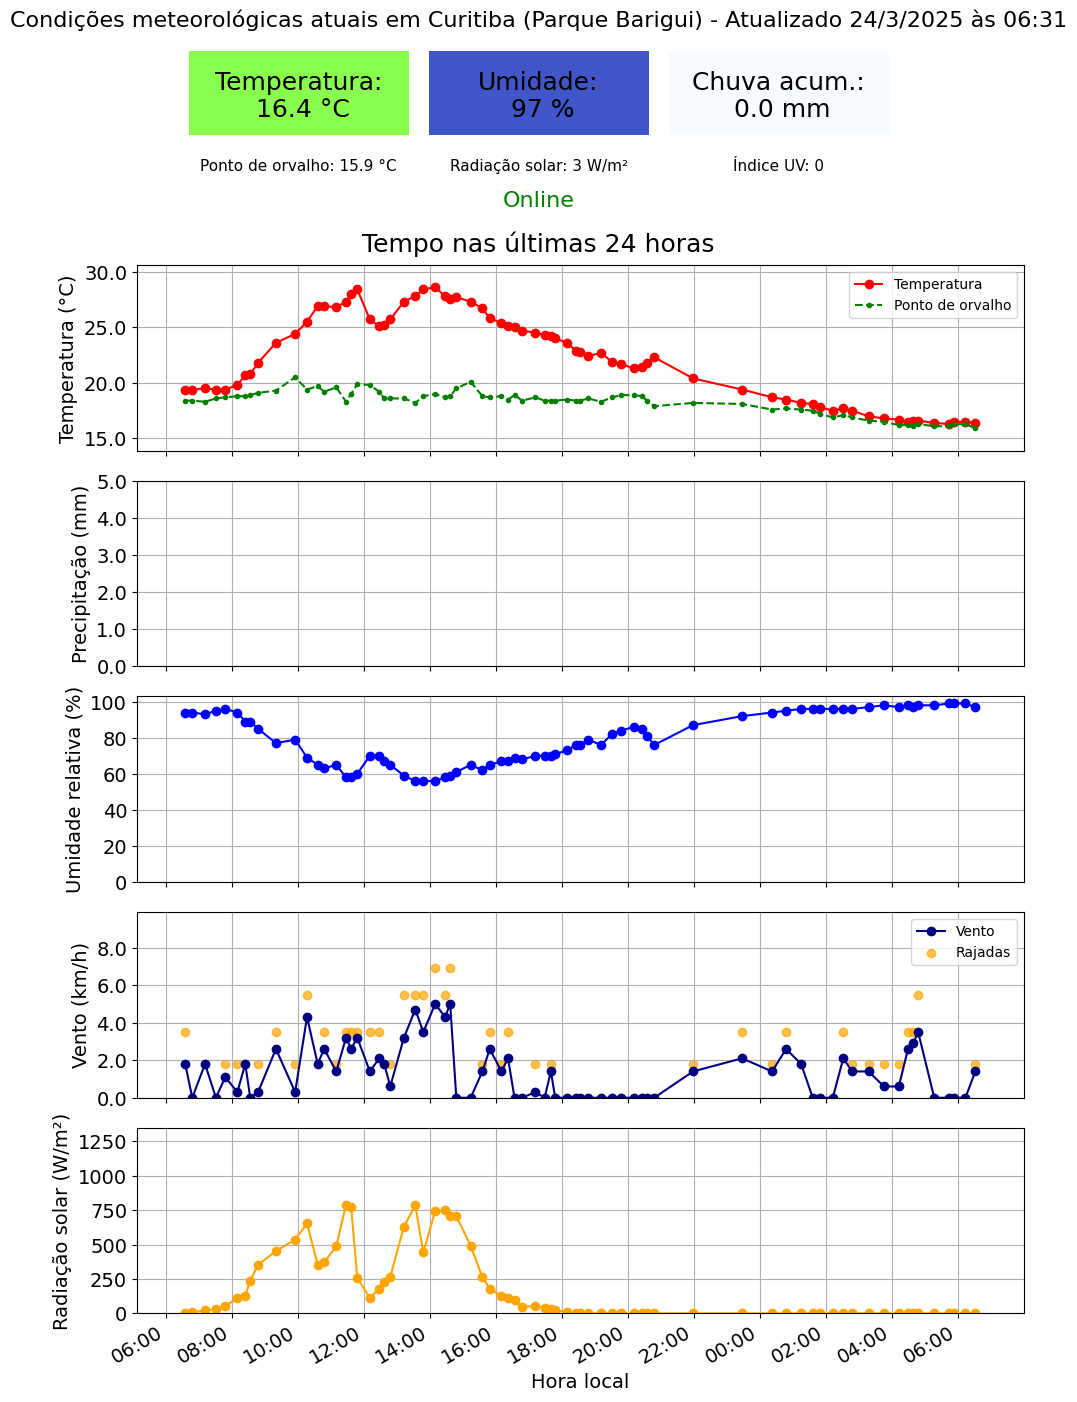 Condições meteorológicas atuais em Curitiba (Parque Barigui) - Atualizado 24/3/2025 às 06:31
Temperatura:
16.4 °C
Umidade:
97 %
Chuva acum.:
0.0 mm
Ponto de orvalho: 15.9 °C
Radiação solar: 3 W/m²
Índice UV: 0
Online
Tempo nas últimas 24 horas
Temperatura (°C)
30.0
25.0
20.0
15.0
Temperatura
Ponto de orvalho
Precipitação (mm)
5.0
4.0
3.0
2.0
1.0
0.0
Umidade relativa (%)
100
80
60
40
20
0
Vento (km/h)
8.0
6.0
4.0
2.0
0.0
Vento
Rajadas
Radiação solar (W/m²)
1250
1000
750
500
250
0
06:00
08:00
10:00
12:00
14:00
16:00
18:00
20:00
22:00
00:00
02:00
04:00
06:00
Hora local